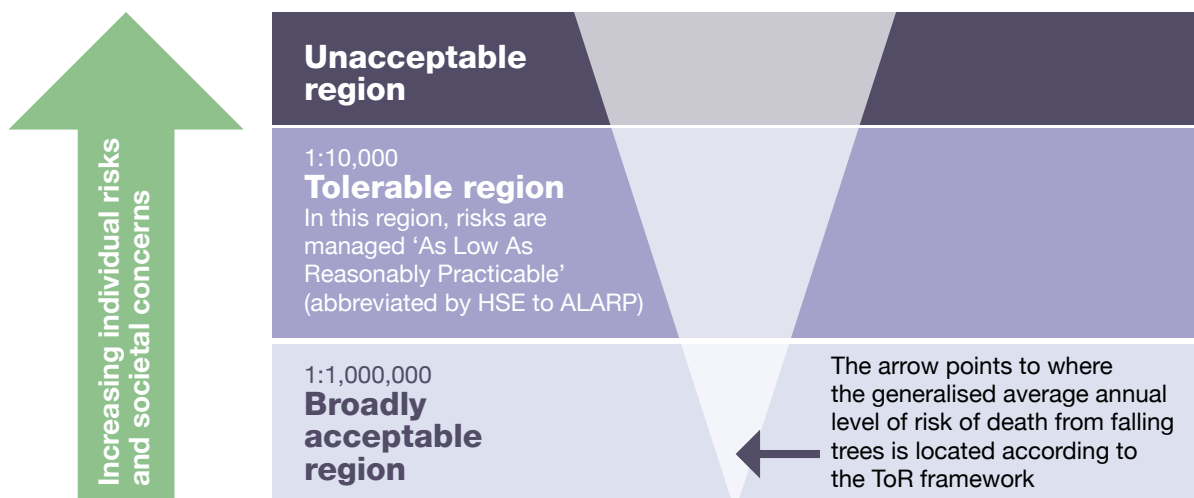 Increasing individual risks
and societal concerns
Unacceptable
region
1:10,000
Tolerable region
In this region, risks are
managed ‘As Low As
Reasonably Practicable’
(abbreviated by HSE to ALARP)
1:1,000,000
Broadly
acceptable
region
The arrow points to where
the generalised average annual
level of risk of death from falling
trees is located according to
the ToR framework